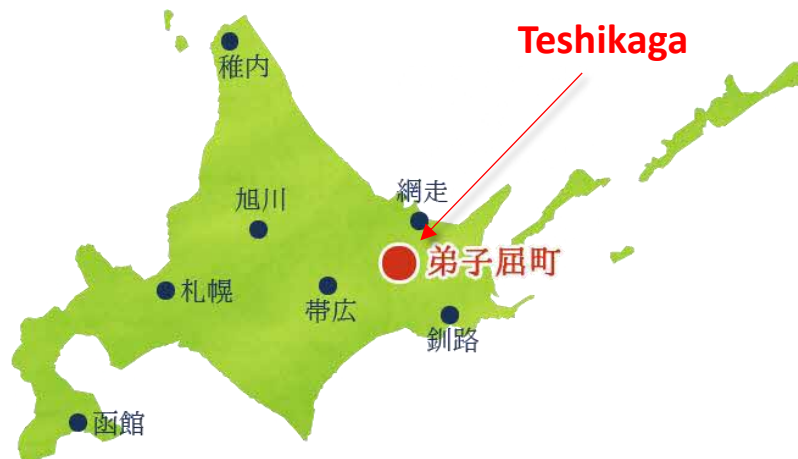 Teshikaga
稚内
網走
旭川
弟子屈町
札幌
帯広
釧路
函館